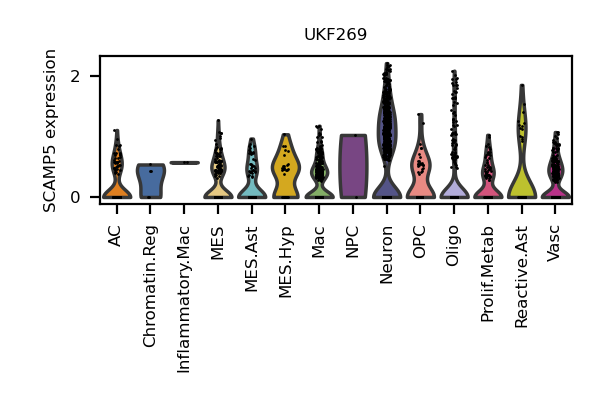 UKF269
SCAMP5 expression
2
0
AC
Chromatin.Reg
Inflammatory.Mac
MES
MES.Ast
MES.Hyp
Mac
NPC
Neuron
OPC
Oligo
Prolif.Metab
Reactive.Ast
Vasc